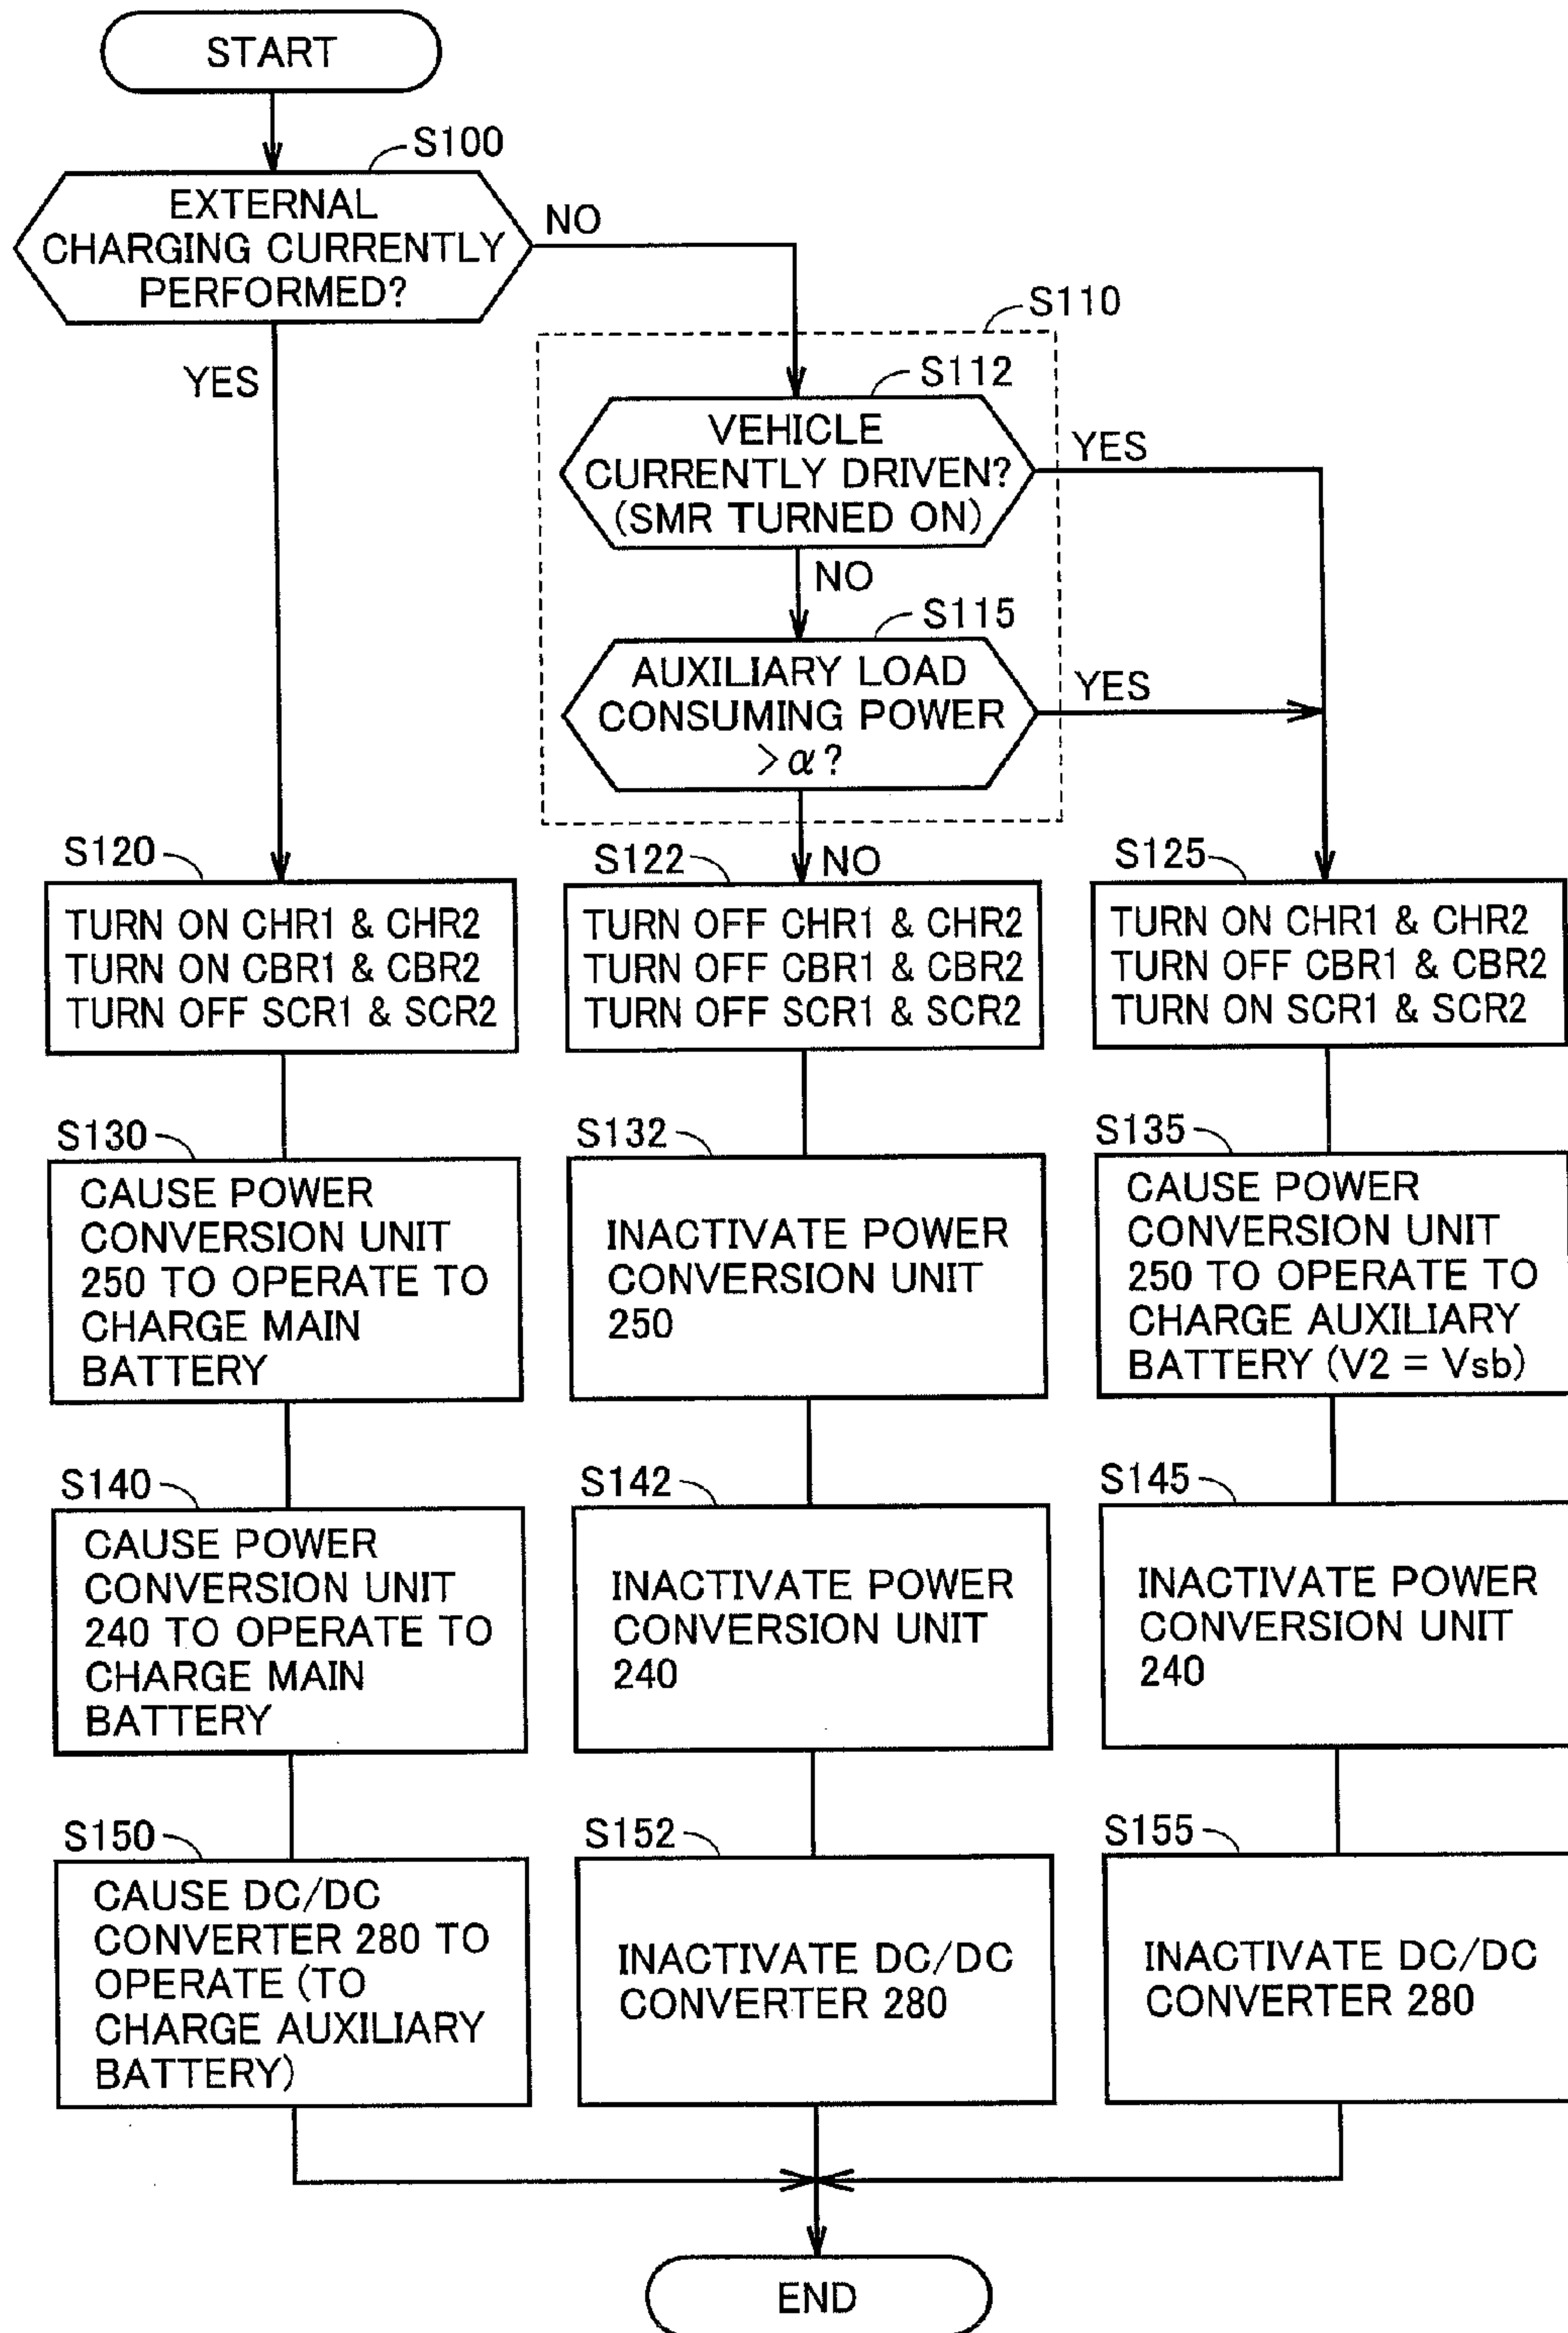 START
S100
EXTERNAL
CHARGING CURRENTLY
PERFORMED?
NO
YES
S110
S112
VEHICLE
CURRENTLY DRIVEN?
(SMR TURNED ON)
YES
NO
S115
AUXILIARY LOAD
CONSUMING POWER
>α?
YES
NO
S120
TURN ON CHR1 & CHR2
TURN ON CBR1 & CBR2
TURN OFF SCR1 & SCR2
S122
TURN OFF CHR1 & CHR2
TURN OFF CBR1 & CBR2
TURN OFF SCR1 & SCR2
S125
TURN ON CHR1 & CHR2
TURN OFF CBR1 & CBR2
TURN ON SCR1 & SCR2
S130
CAUSE POWER
CONVERSION UNIT
250 TO OPERATE TO
CHARGE MAIN
BATTERY
S132
INACTIVATE POWER
CONVERSION UNIT
250
S135
CAUSE POWER
CONVERSION UNIT
250 TO OPERATE TO
CHARGE AUXILIARY
BATTERY (V2 = Vsb)
S140
CAUSE POWER
CONVERSION UNIT
240 TO OPERATE TO
CHARGE MAIN
BATTERY
S142
INACTIVATE POWER
CONVERSION UNIT
240
S145
INACTIVATE POWER
CONVERSION UNIT
240
S150
CAUSE DC/DC
CONVERTER 280 TO
OPERATE (TO
CHARGE AUXILIARY
BATTERY)
S152
INACTIVATE DC/DC
CONVERTER 280
S155
INACTIVATE DC/DC
CONVERTER 280
END